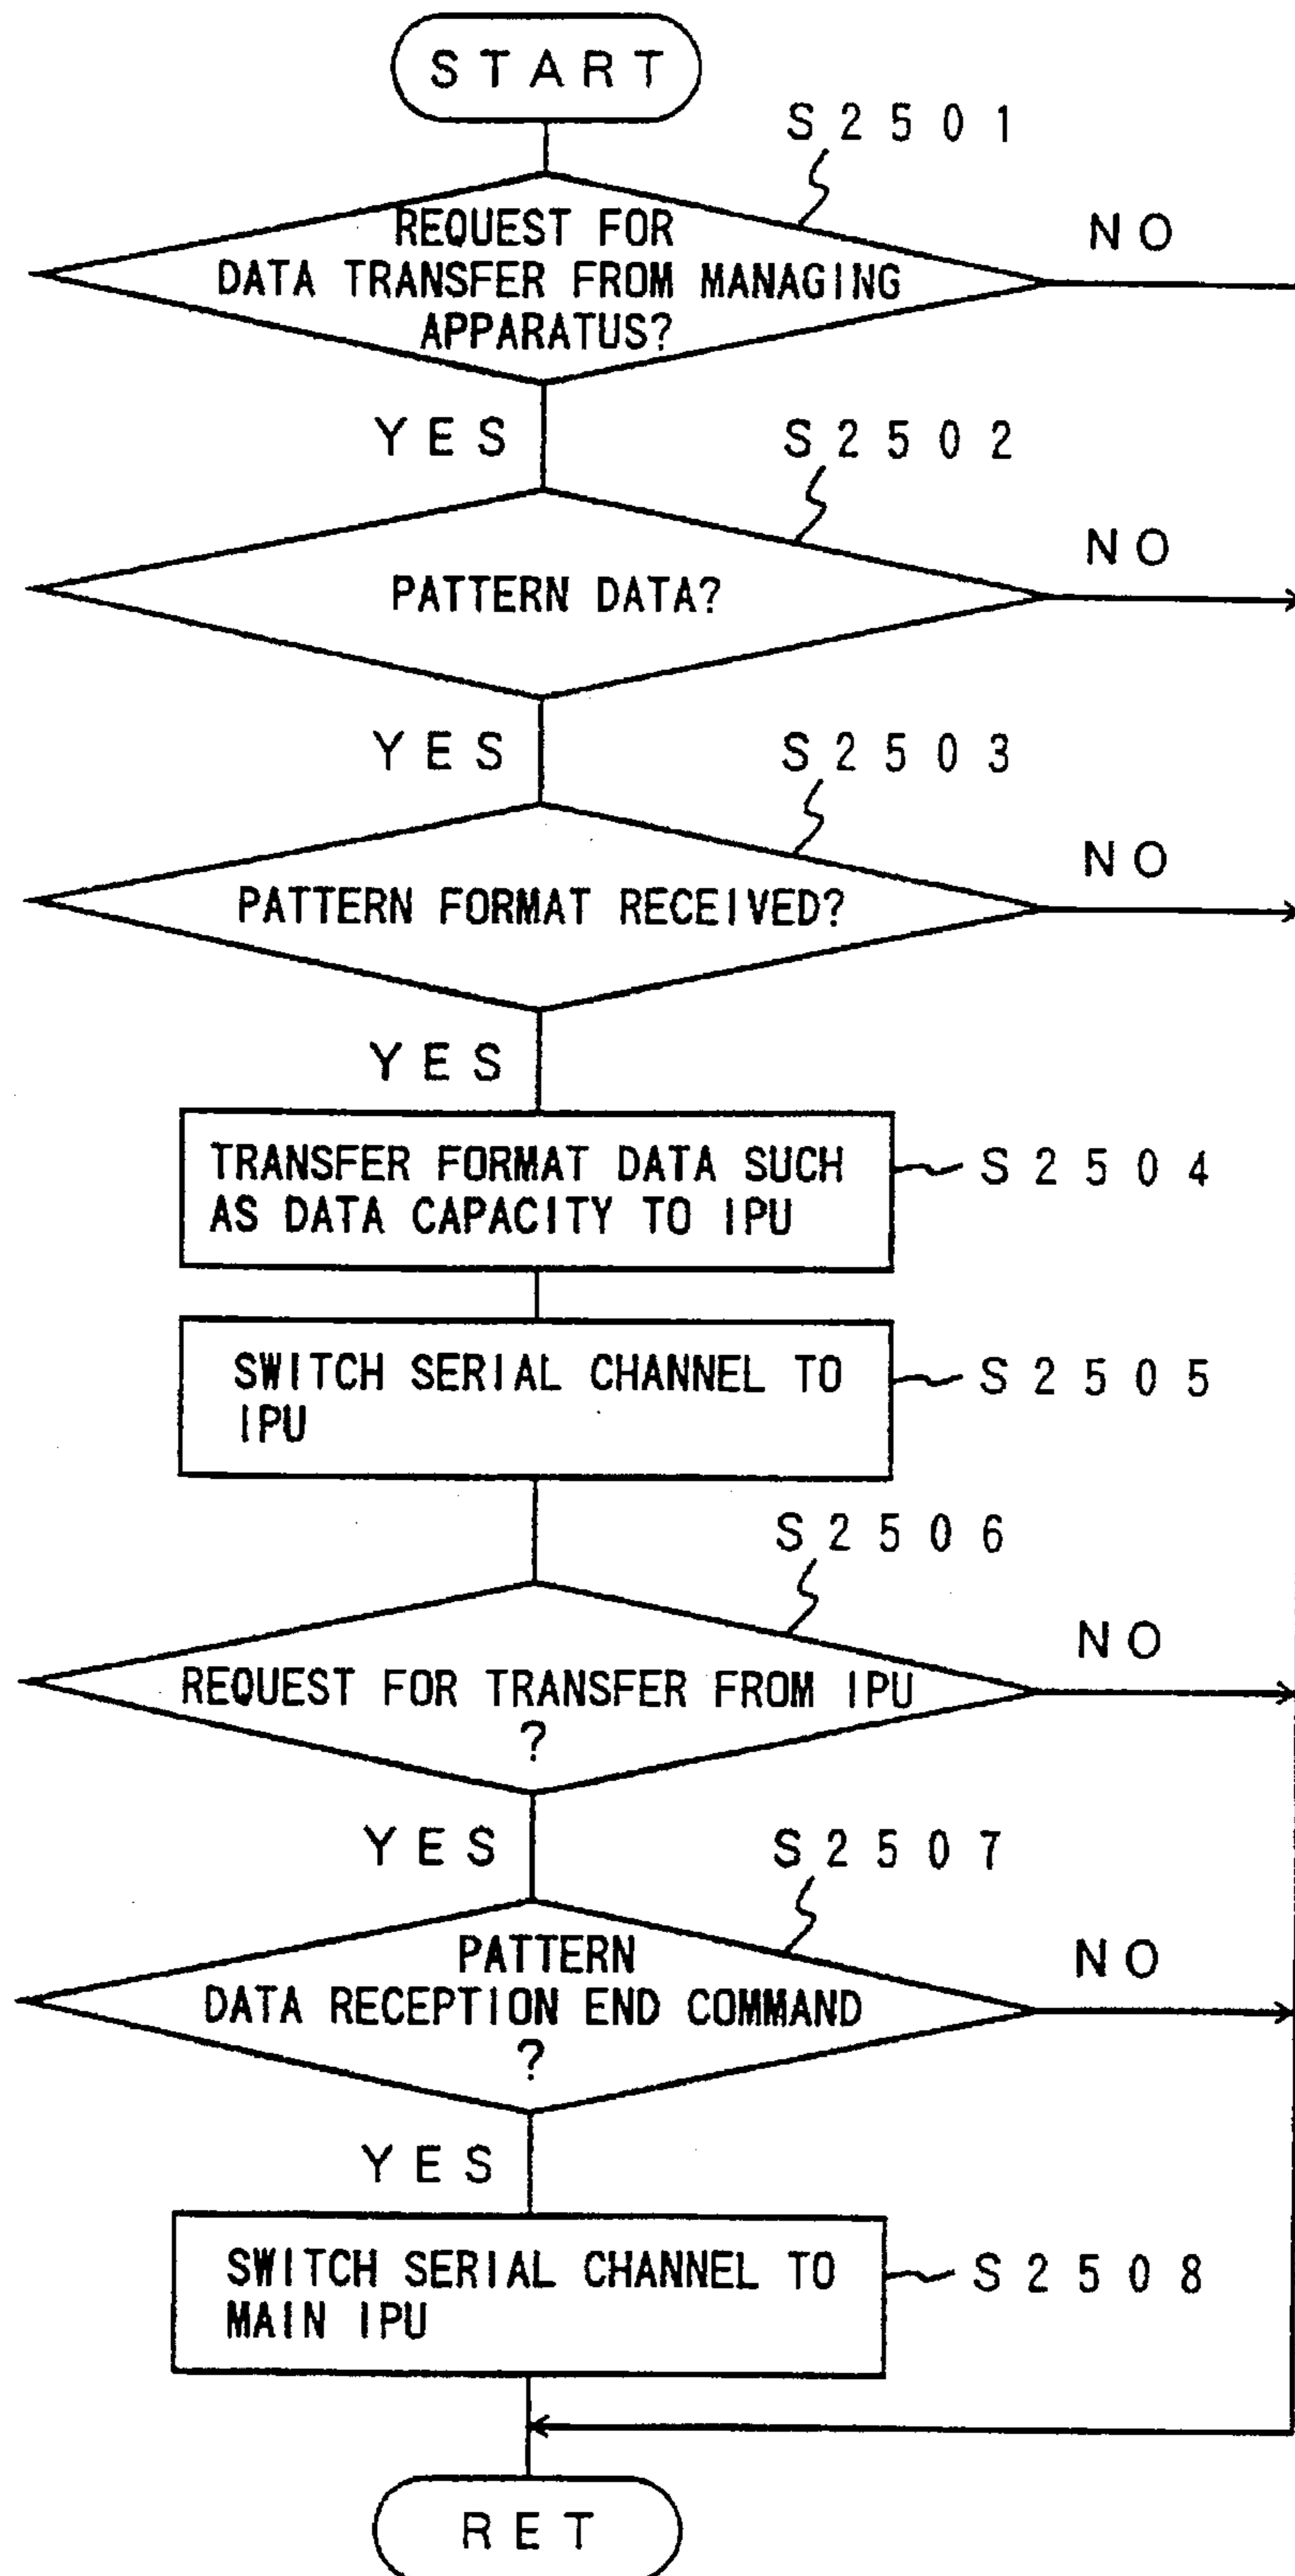 START
S2501
REQUEST FOR
NO
DATA TRANSFER FROM MANAGING
APPARATUS?
YES
S2502
NO
PATTERN DATA?
YES
S2503
NO
PATTERN FORMAT RECEIVED?
YES
TRANSFER FORMAT DATA SUCH
S2504
AS DATA CAPACITY TO IPU
SWITCH SERIAL CHANNEL TO
S2505
IPU
S2506
NO
REQUEST FOR TRANSFER FROM IPU
?
YES
S2507
PATTERN
NO
DATA RECEPTION END COMMAND
?
YES
SWITCH SERIAL CHANNEL TO
S2508
MAIN IPU
RET